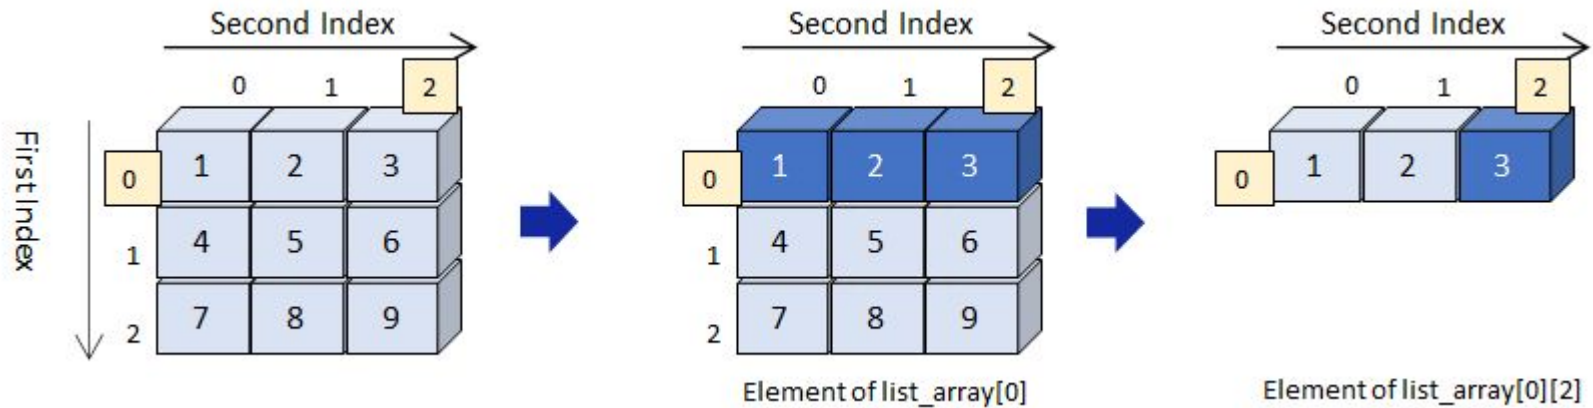 Second Index
Second Index
Second Index
0 1 2
0 1 2
0 1 2
First Index
0 1 2 3
0 1 2 3
0 1 2 3
1 4 5 6
1 4 5 6
2 7 8 9
2 7 8 9
Element of list_array[0]
Element of list_array[0][2]